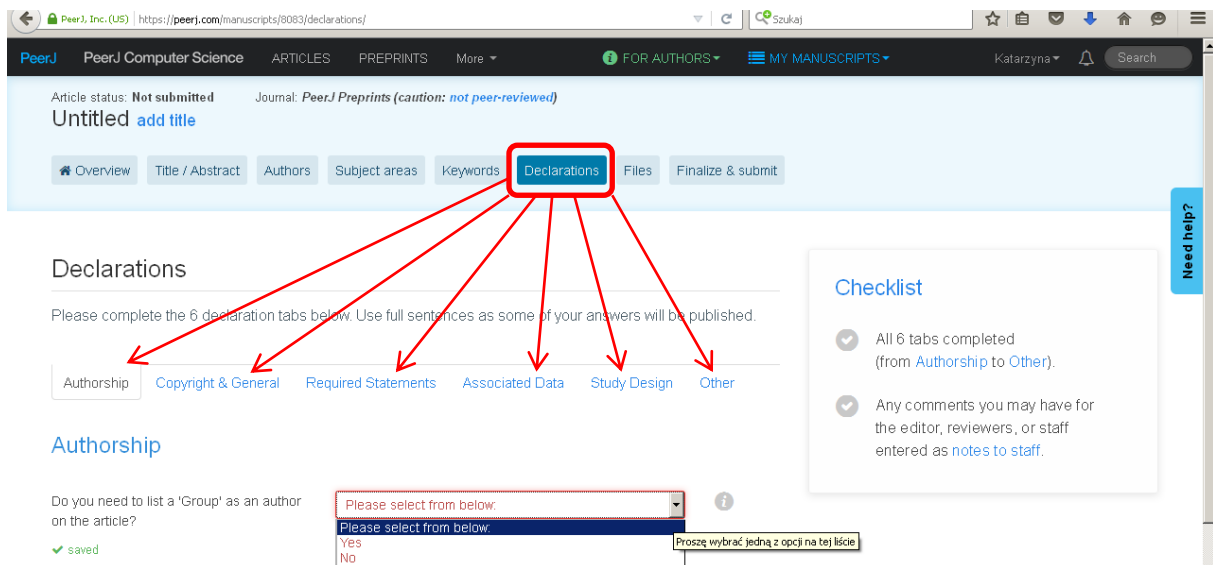 PeerJ, Inc. (US) https://peerj.com/manuscripts/8083/declarations/ Szukaj
PeerJ PeerJ Computer Science ARTICLES PREPRINTS More FOR AUTHORS MY MANUSCRIPTS Katarzyna Search
Article status: Not submitted Journal: PeerJ Preprints (caution: not peer-reviewed)
Untitled add title
Overview Title / Abstract Authors Subject areas Keywords Declarations Files Finalize & submit
Need help?
Declarations
Please complete the 6 declaration tabs below. Use full sentences as some of your answers will be published.
Authorship Copyright & General Required Statements Associated Data Study Design Other
Checklist
All 6 tabs completed
(from Authorship to Other).
Any comments you may have for
the editor, reviewers, or staff
entered as notes to staff.
Authorship
Do you need to list a 'Group' as an author
on the article?
saved
Please select from below:
Please select from below:
Yes
No
Proszę wybrać jedną z opcji na tej liście